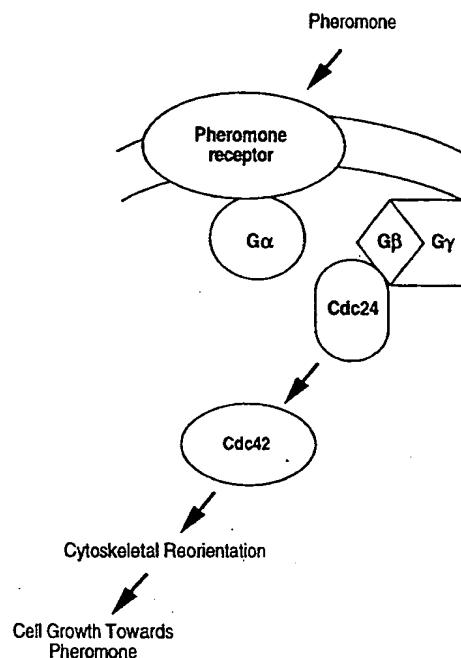 Pheromone
Pheromone
receptor
Gα
Gβ
Gγ
Cdc24
Cdc42
Cytoskeletal Reorientation
Cell Growth Towards
Pheromone